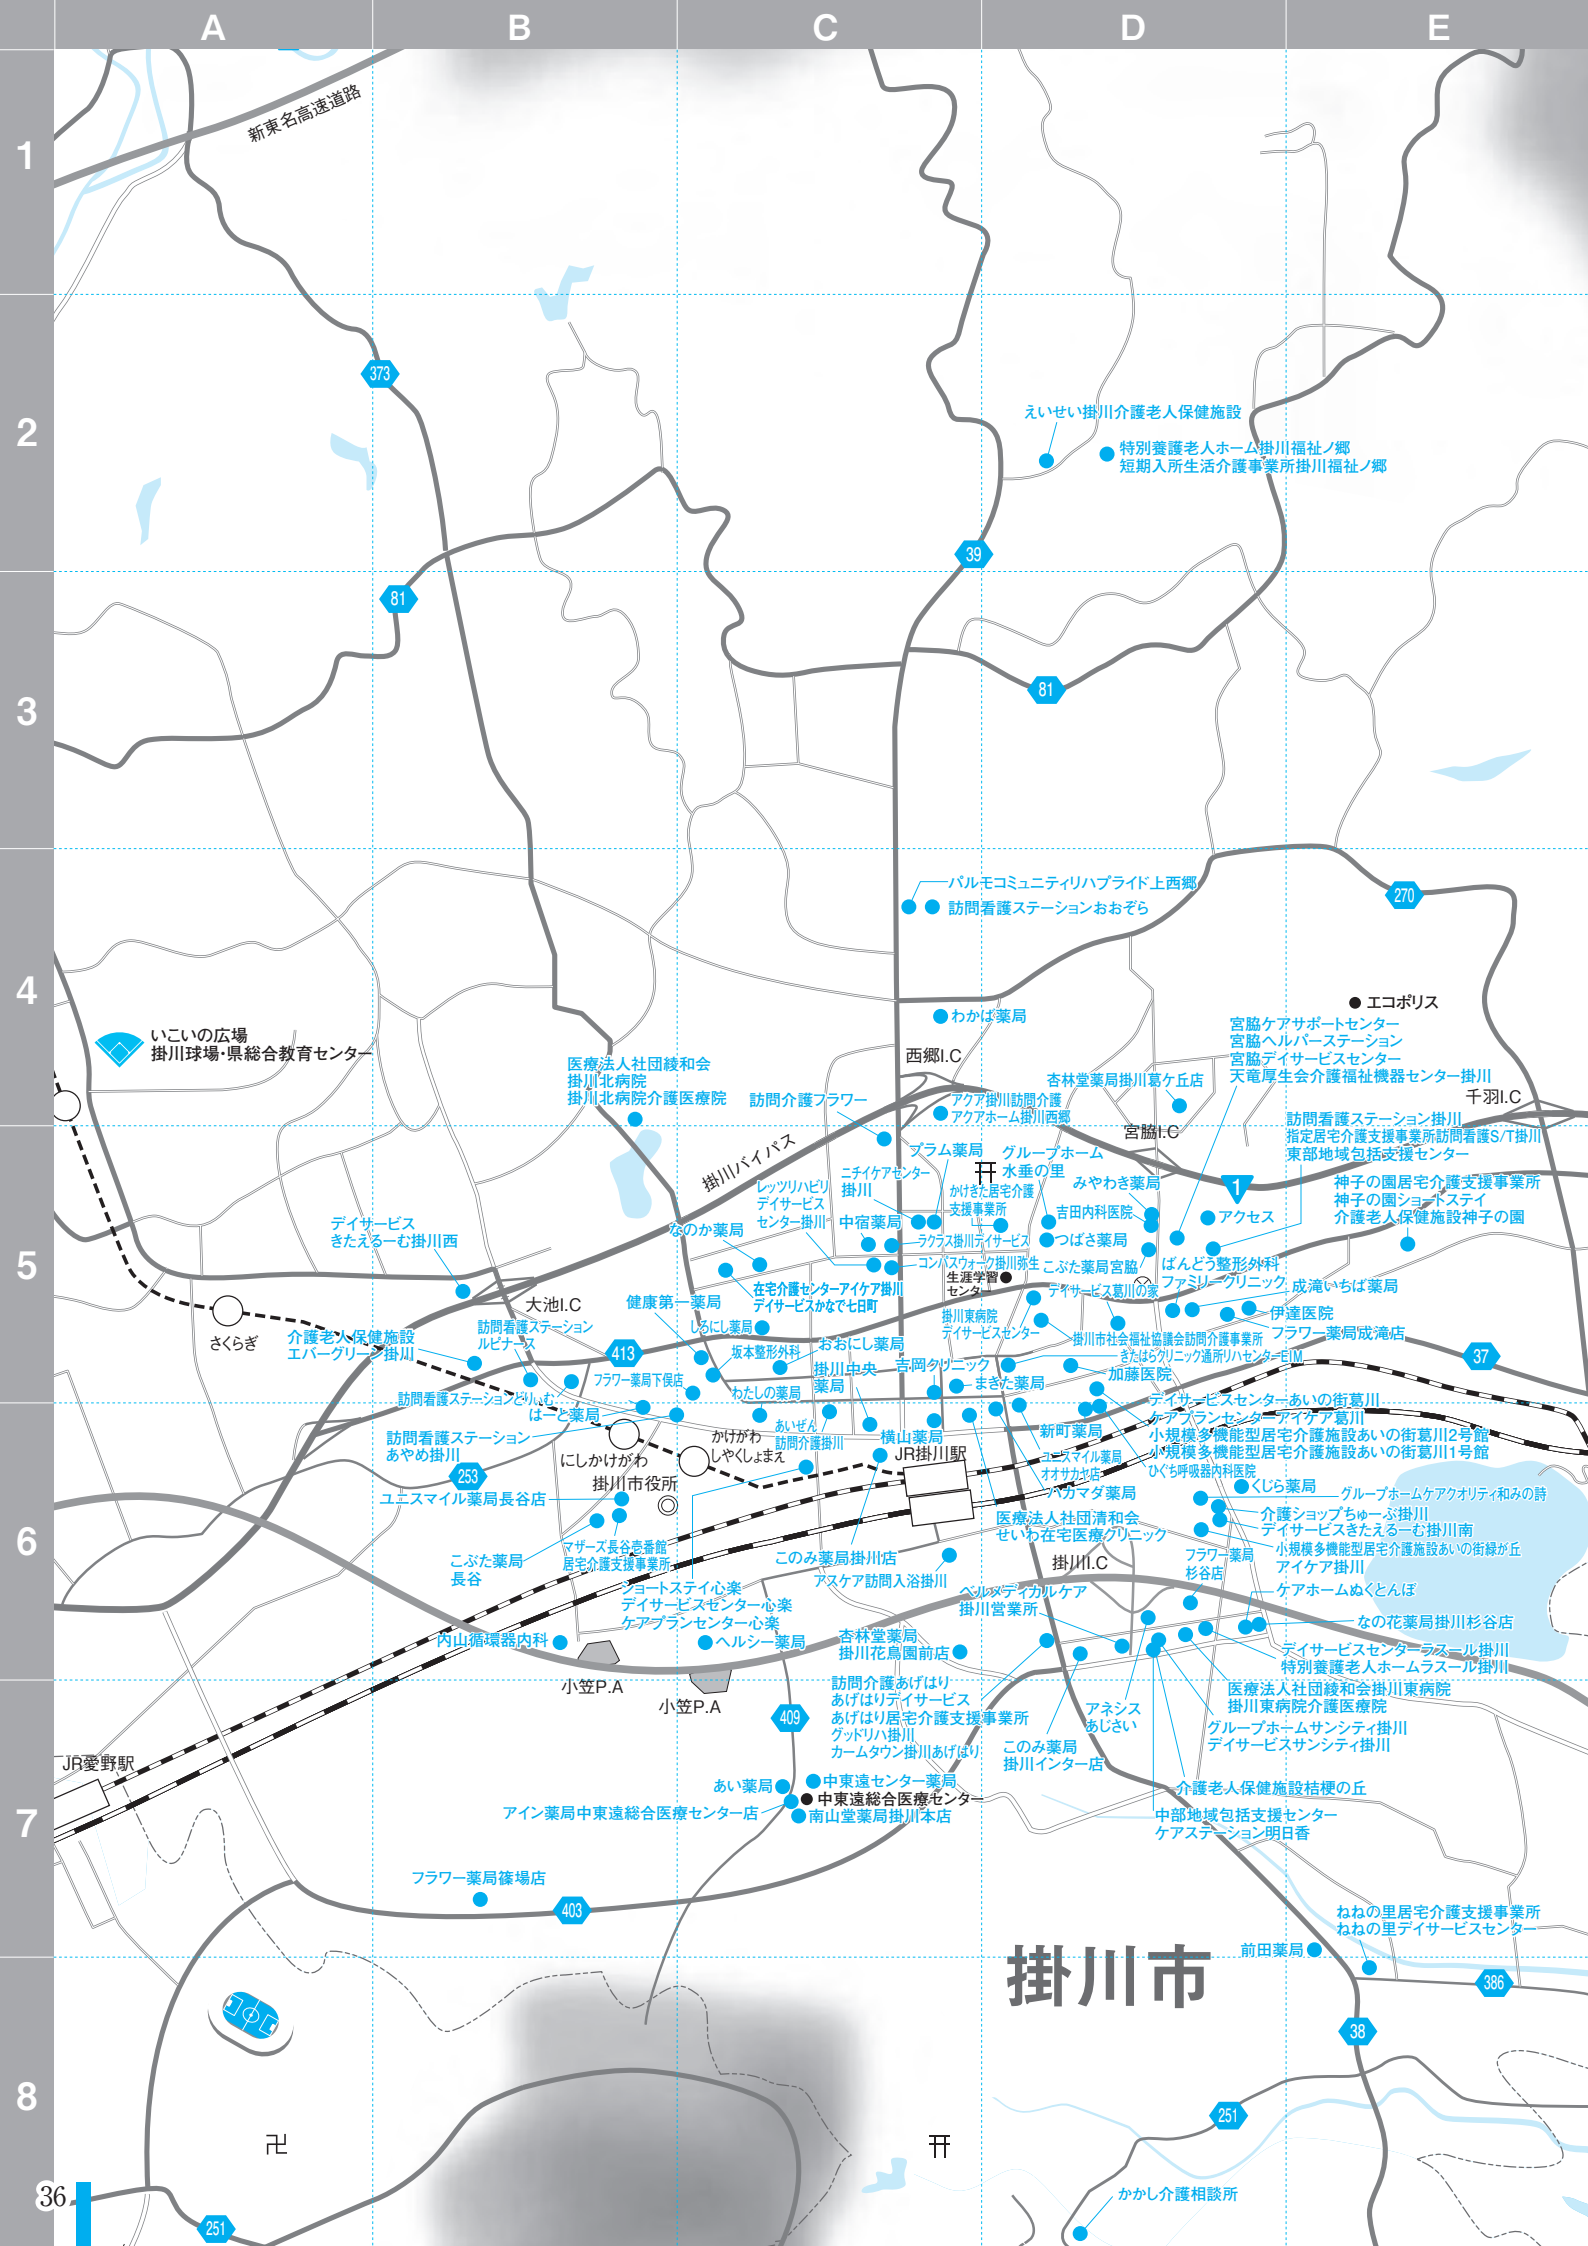 A
B
C
D
E
1
2
3
4
5
6
7
8
新東名高速道路
373
えいせい掛川介護老人保健施設
特別養護老人ホーム掛川福祉ノ郷
短期入所生活介護事業所掛川福祉ノ郷
39
81
81
パルモコミュニティリハプライド上西郷
訪問看護ステーションおおぞら
270
エコポリス
いこいの広場
掛川球場・県総合教育センター
わかば薬局
西郷I.C
宮脇ケアサポートセンター
宮脇ヘルパーステーション
宮脇デイサービスセンター
天竜厚生会介護福祉機器センター掛川
医療法人社団綾和会
掛川北病院
掛川北病院介護医療院
訪問介護フラワー
アクア掛川訪問介護
アクアホーム掛川西郷
杏林堂薬局掛川葛ケ丘店
千羽I.C
宮脇I.C
訪問看護ステーション掛川
指定居宅介護支援事業所訪問看護S/T掛川
東部地域包括支援センター
掛川バイパス
プラム薬局
グループホーム
水垂の里
ニチイケアセンター
掛川
レッツリハビリ
デイサービス
センター掛川
かけきた居宅介護
支援事業所
みやわき薬局
1
神子の園居宅介護支援事業所
神子の園ショートステイ
介護老人保健施設神子の園
デイサービス
きたえるーむ掛川西
なのか薬局
中宿薬局
吉田内科医院
アクセス
ラクラス掛川デイサービス
つばさ薬局
コンパスウォーク掛川弥生
こぶた薬局宮脇
ばんどう整形外科
ファミリークリニック
生涯学習
センター
在宅介護センターアイケア掛川
デイサービスかなで七日町
デイサービス葛川の家
成滝いちば薬局
大池I.C
健康第一薬局
伊達医院
さくらぎ
介護老人保健施設
エバーグリーン掛川
訪問看護ステーション
ルピナース
しろにし薬局
掛川東病院
デイサービスセンター
フラワー薬局成滝店
413
坂本整形外科
おおにし薬局
掛川市社会福祉協議会訪問介護事業所
きたはらクリニック通所リハセンターEIM
37
フラワー薬局下俣店
掛川中央
薬局
吉岡クリニック
まきた薬局
加藤医院
訪問看護ステーションどりぃむ
わたしの薬局
デイサービスセンターあいの街葛川
ケアプランセンターアイケア葛川
小規模多機能型居宅介護施設あいの街葛川2号館
小規模多機能型居宅介護施設あいの街葛川1号館
はーと薬局
訪問看護ステーション
あやめ掛川
あいぜん
訪問介護掛川
横山薬局
新町薬局
かけがわ
しやくしょまえ
にしかけがわ
JR掛川駅
ユニスマイル薬局
オオサカヤ店
ひぐち呼吸器内科医院
253
掛川市役所
ユニスマイル薬局長谷店
ハカマダ薬局
くじら薬局
グループホームケアクオリティ和みの詩
医療法人社団清和会
せいわ在宅医療クリニック
介護ショップちゅーぶ掛川
デイサービスきたえるーむ掛川南
小規模多機能型居宅介護施設あいの街緑が丘
アイケア掛川
こぶた薬局
長谷
マザーズ長谷壱番館
居宅介護支援事業所
このみ薬局掛川店
アスケア訪問入浴掛川
掛川I.C
フラワー薬局
杉谷店
ショートステイ心楽
デイサービスセンター心楽
ケアプランセンター心楽
ヘルメディカルケア
掛川営業所
ケアホームぬくとんぼ
なの花薬局掛川杉谷店
内山循環器内科
ヘルシー薬局
杏林堂薬局
掛川花鳥園前店
デイサービスセンターラスール掛川
特別養護老人ホームラスール掛川
小笠P.A
小笠P.A
409
訪問介護あげはり
あげはりデイサービス
あげはり居宅介護支援事業所
グッドリハ掛川
カームタウン掛川あげはり
医療法人社団綾和会掛川東病院
掛川東病院介護医療院
アネシス
あじさい
グループホームサンシティ掛川
デイサービスサンシティ掛川
このみ薬局
掛川インター店
JR愛野駅
あい薬局
中東遠センター薬局
中東遠総合医療センター
アイン薬局中東遠総合医療センター店
南山堂薬局掛川本店
介護老人保健施設桔梗の丘
中部地域包括支援センター
ケアステーション明日香
フラワー薬局篠場店
403
ねねの里居宅介護支援事業所
ねねの里デイサービスセンター
前田薬局
掛川市
386
38
251
かかし介護相談所
36
251